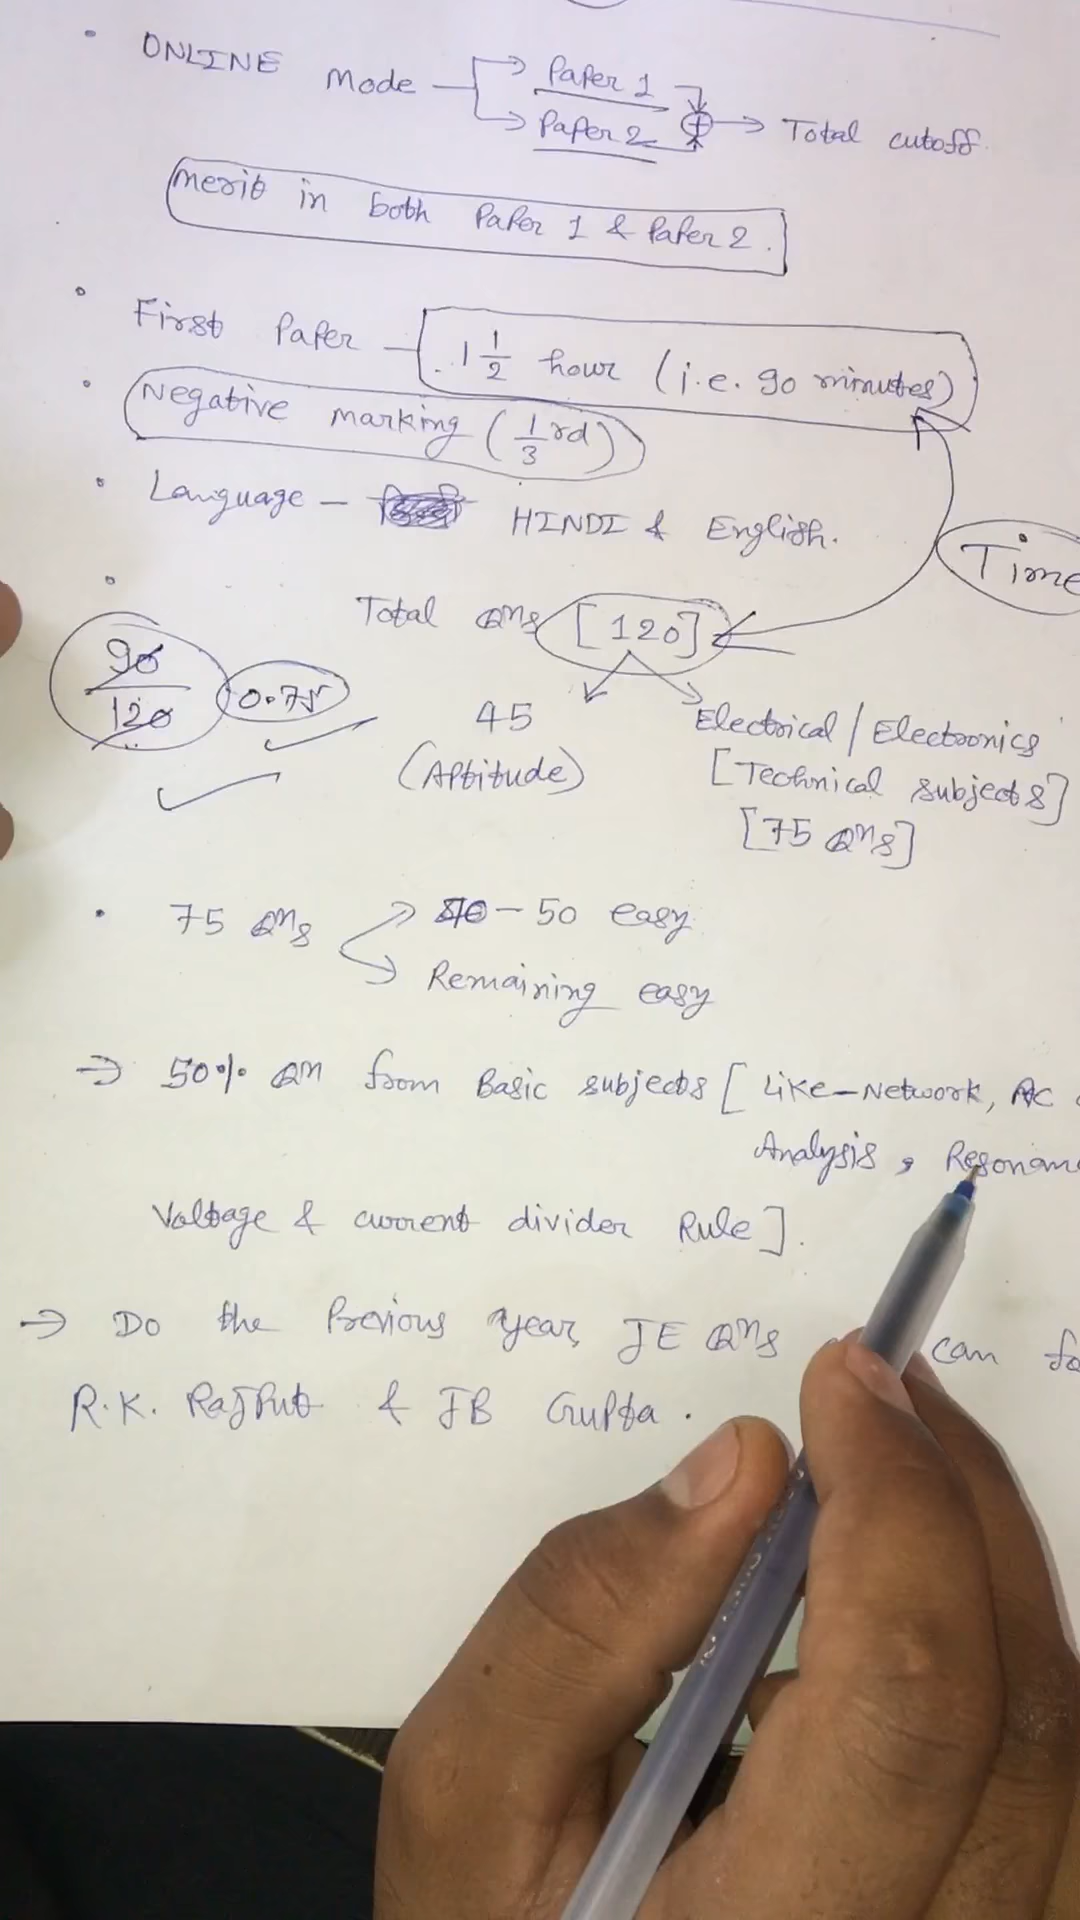 ONLINE Mode → Paper 1
→ Paper 2 + → Total cutoff.
merit in both Paper 1 & Paper 2.
First Paper – 1 1/2 hour (i.e. 90 minutes)
Negative marking (1/3 rd)
Language – HINDI & English.
Time
Total Qns [120]
90/120 0.75
45 Electrical / Electronics
(Aptitude) [Technical subjects]
[75 Qns]
75 Qns → 40 – 50 easy
→ Remaining easy
→ 50% Qn from Basic subjects [Like – Network, AC
Analysis,
Voltage & current divider Rule].
→ Do the Previous year JE Qns can
R.K. Rajput & JB Gupta.